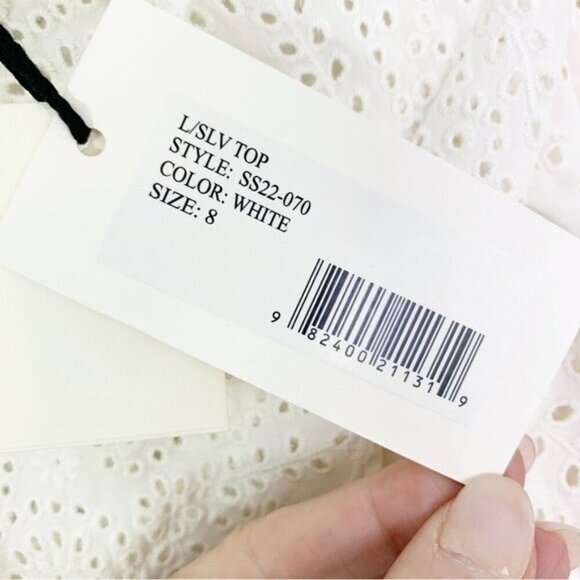 L/SLV TOP
STYLE: SS22-070
COLOR: WHITE
SIZE: 8
9 82400 21131 9